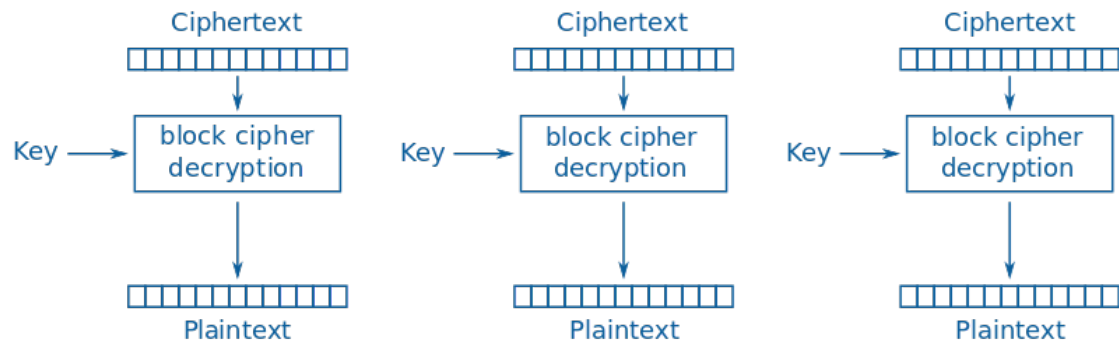 Ciphertext
Ciphertext
Ciphertext
Key
block cipher
decryption
Key
block cipher
decryption
Key
block cipher
decryption
Plaintext
Plaintext
Plaintext